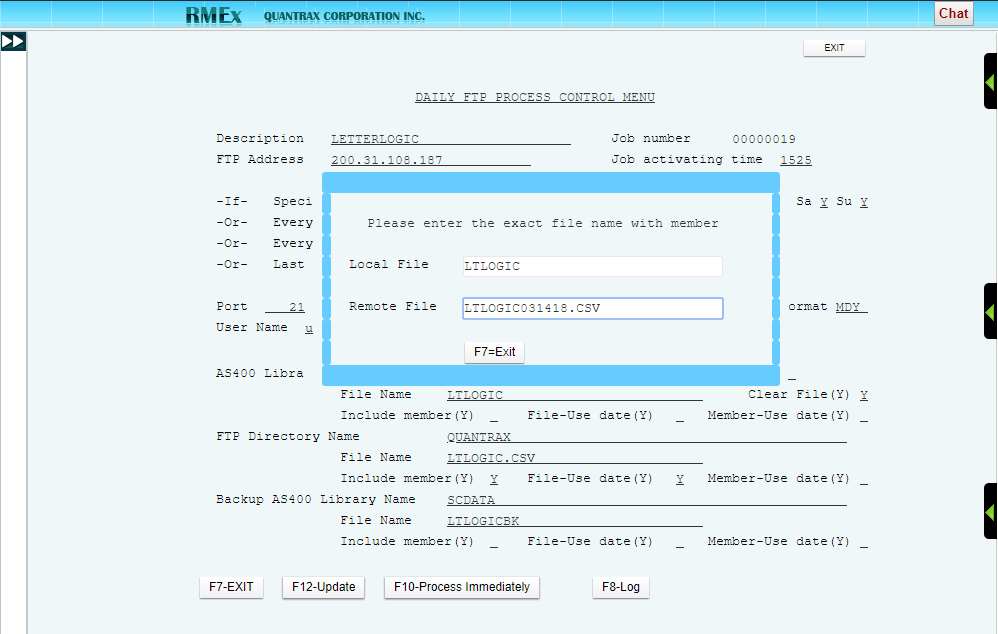 RMEx QUANTRAX CORPORATION INC. Chat
EXIT
DAILY FTP PROCESS CONTROL MENU
Description LETTERLOGIC Job number 00000019
FTP Address 200.31.108.187 Job activating time 1525
-If- Speci Sa Y Su Y
-Or- Every
-Or- Every
-Or- Last
Please enter the exact file name with member
Local File LTLOGIC
Remote File LTLOGIC031418.CSV
F7=Exit
Port 21 ormat MDY
User Name u
AS400 Libra
File Name LTLOGIC Clear File(Y) Y
Include member(Y) _ File-Use date(Y) _ Member-Use date(Y) _
FTP Directory Name QUANTRAX
File Name LTLOGIC.CSV
Include member(Y) Y File-Use date(Y) Y Member-Use date(Y) _
Backup AS400 Library Name SCDATA
File Name LTLOGICBK
Include member(Y) _ File-Use date(Y) _ Member-Use date(Y) _
F7-EXIT F12-Update F10-Process Immediately F8-Log